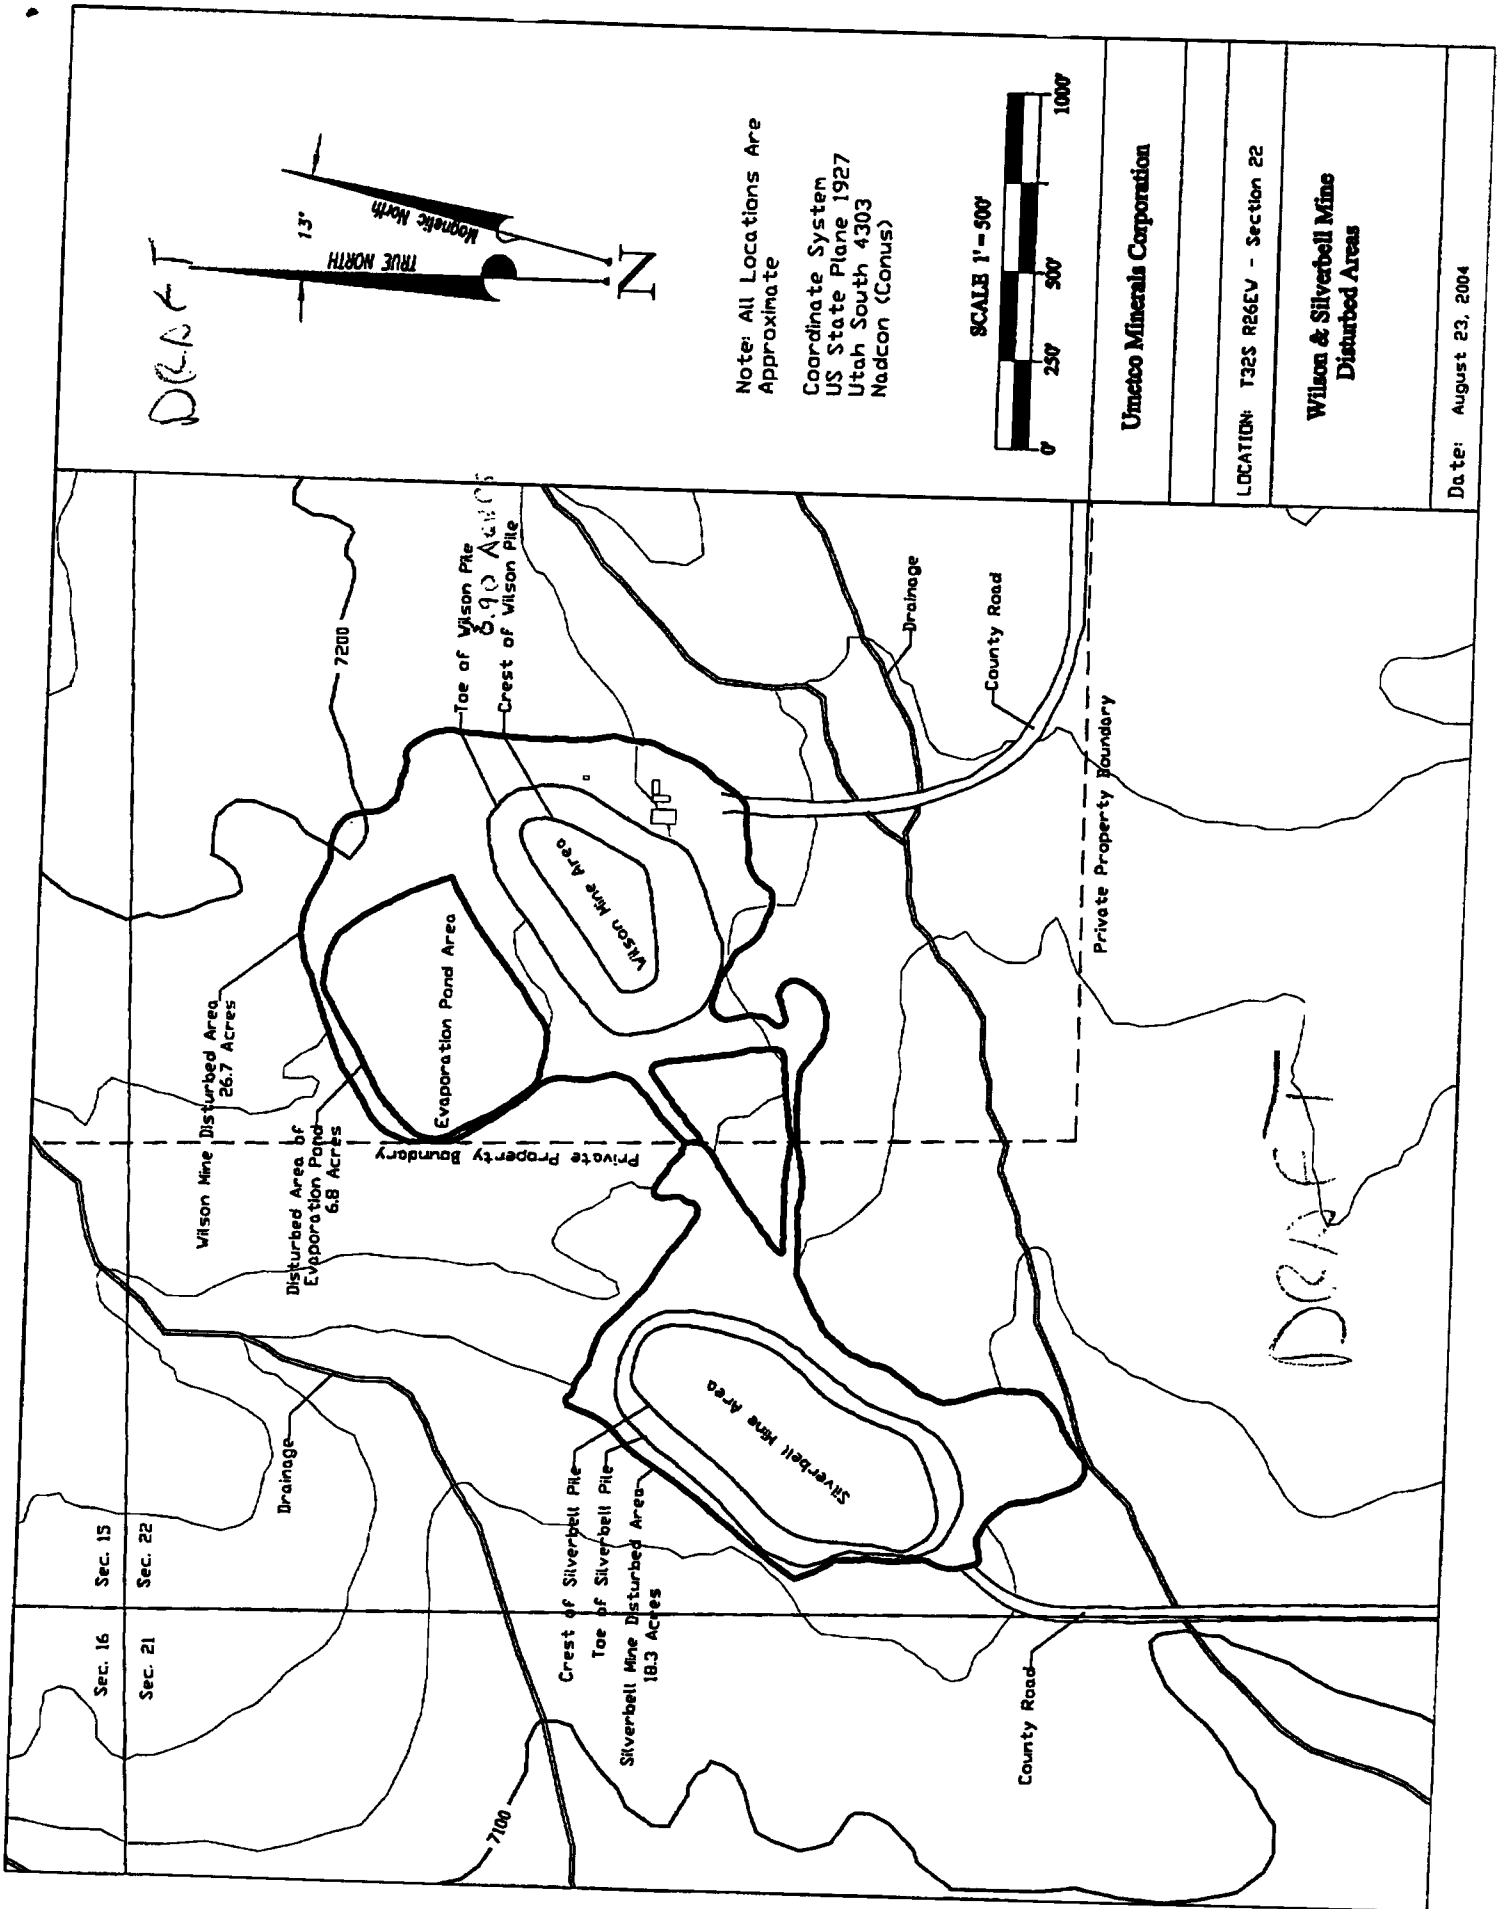 DRAFT
13°
TRUE NORTH
Magnetic North
N
Note: All Locations Are
Approximate
Coordinate System
US State Plane 1927
Utah South 4303
Nadcon (Conus)
SCALE 1" = 500'
0'
250'
500'
1000'
Umetco Minerals Corporation
LOCATION: T32S R26EW - Section 22
Wilson & Silverbell Mine
Disturbed Areas
Date: August 23, 2004
Sec. 16
Sec. 15
Sec. 21
Sec. 22
7200
Toe of Wilson Pile
Acres
Crest of Wilson Pile
Wilson Mine Disturbed Area
26.7 Acres
Disturbed Area of
Evaporation Pond
6.8 Acres
Evaporation Pond Area
Wilson Mine Area
Private Property Boundary
Drainage
County Road
Private Property Boundary
Drainage
Crest of Silverbell Pile
Toe of Silverbell Pile
Silverbell Mine Disturbed Area
18.3 Acres
Silverbell Mine Area
7100
County Road
DRAFT